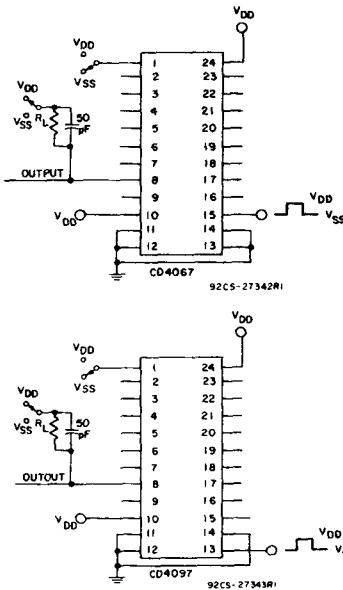 VDD
VDD
VSS
1 24
2 23
VDD
3 22
4 21
VSS RL 50 pF
5 20
6 19
7 18
OUTPUT 8 17
9 16
VDD 10 15 VDD
VSS
11 14
12 13
CD4067
92CS-27342R1
VDD
VDD
VSS
1 24
2 23
VDD
3 22
4 21
VSS RL 50 pF
5 20
6 19
7 18
OUTOUT 8 17
9 16
VDD 10 15
11 14 VDD
12 13
CD4097
92CS-27343R1